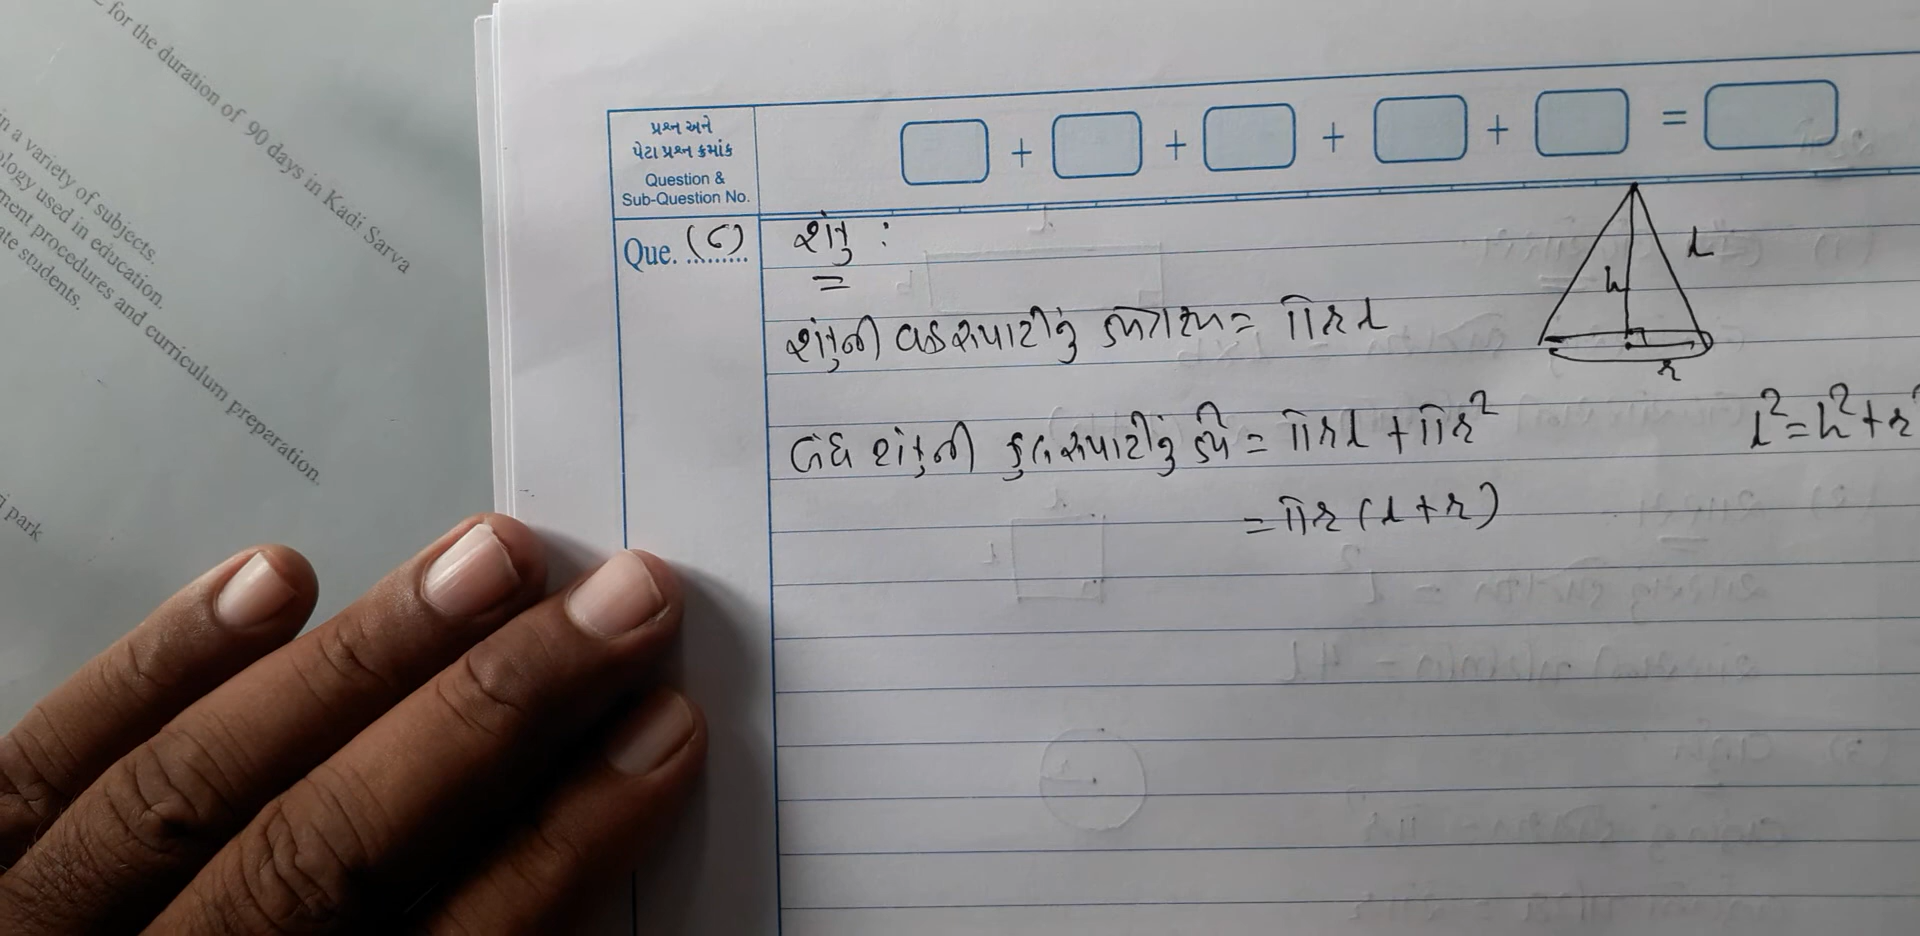 for the duration of 90 days in Kadi Sarva
in a variety of subjects.
ology used in education.
ment procedures and curriculum preparation.
ate students.
park
પ્રશ્ન અને
પેટા પ્રશ્ન ક્રમાંક
Question &
Sub-Question No.
+ + + + =
Que. (૮)
શંકુ :
શંકુની વક્રસપાટીનું ક્ષેત્રફળ = πrl
બંધ શંકુની કુલસપાટીનું ક્ષે = πrl + πr²
= πr (l + r)
h
l
r
l² = h² + r²